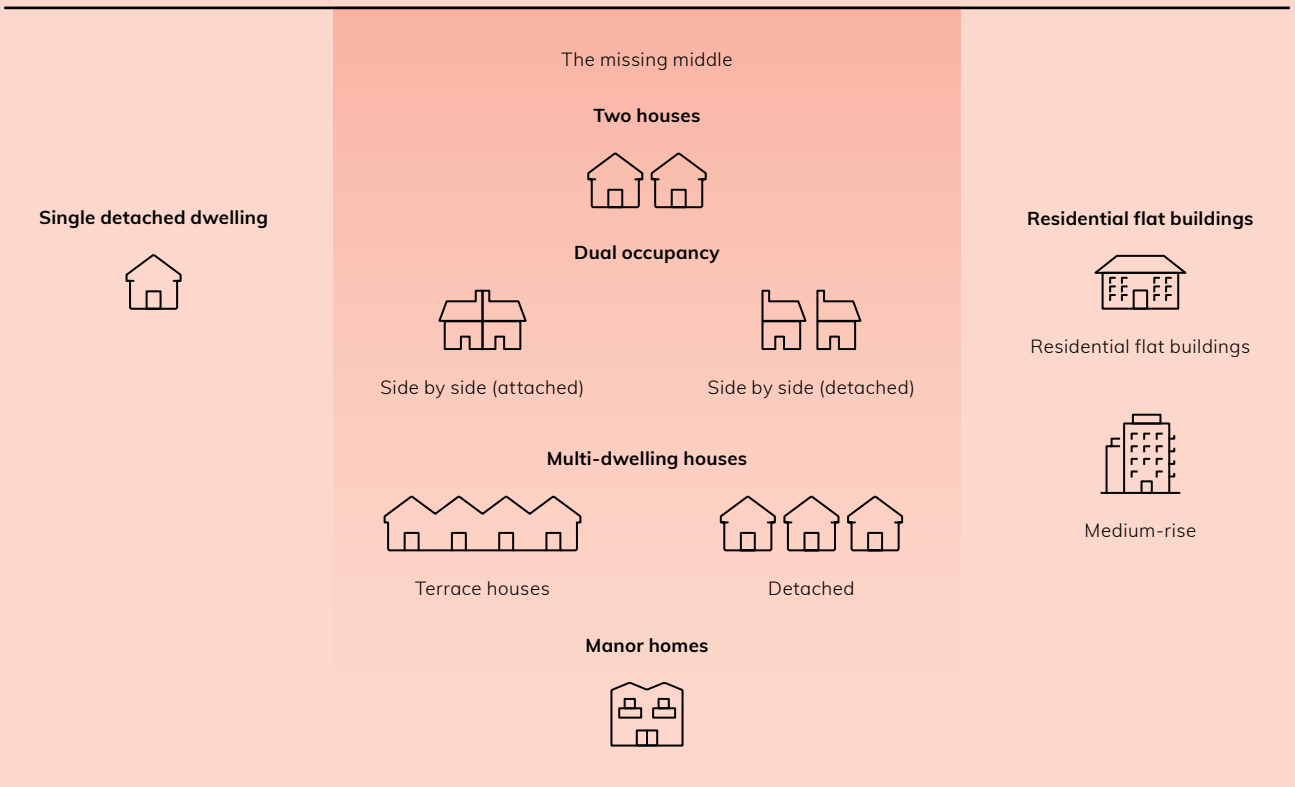 The missing middle
Two houses
Single detached dwelling
Residential flat buildings
Dual occupancy
Residential flat buildings
Side by side (attached)
Side by side (detached)
Multi-dwelling houses
Medium-rise
Terrace houses
Detached
Manor homes